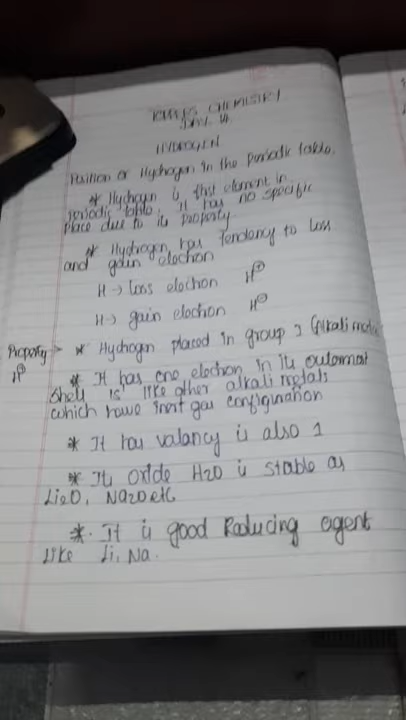 CHEMISTRY
HYDROGEN
Position of Hydrogen in the Periodic table.
* Hydrogen is first element in
periodic table. It has no specific
place due to its property
* Hydrogen has Tendency to Loss
and gain electron
H → Loss electron H⊕
H → gain electron H⊖
Property → * Hydrogen placed in group 1 (Alkali
H⊕
* It has one electron in its outermost
Shell is like other alkali metals
which have inert gas configuration
* It has valancy is also 1
* Its oxide H2O is stable as
Li2O, Na2O etc
* It is good Reducing agent
Like Li, Na.